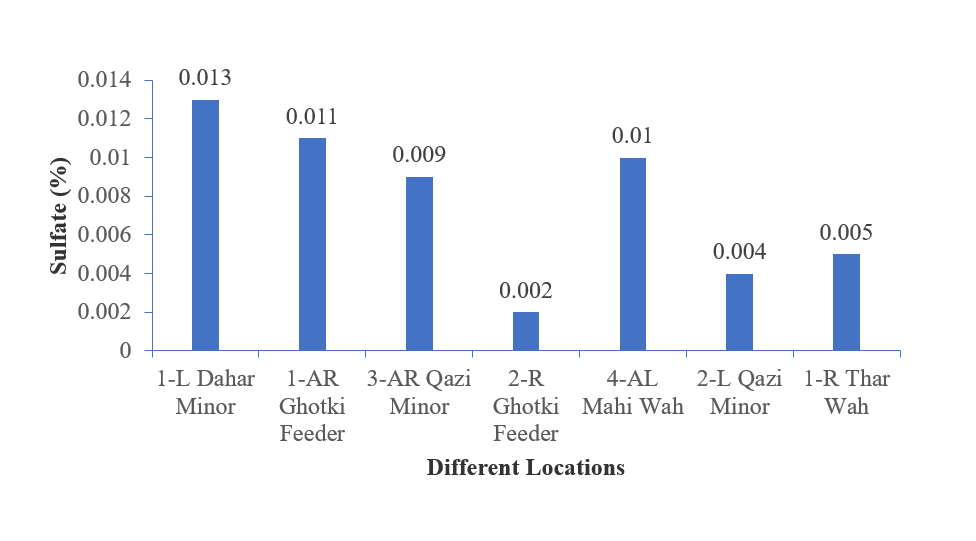 0.014
0.012
0.01
0.008
0.006
0.004
0.002
0
Sulfate (%)
0.013
0.011
0.009
0.002
0.01
0.004
0.005
1-L Dahar
Minor
1-AR
Ghotki
Feeder
3-AR Qazi
Minor
2-R
Ghotki
Feeder
4-AL
Mahi Wah
2-L Qazi
Minor
1-R Thar
Wah
Different Locations